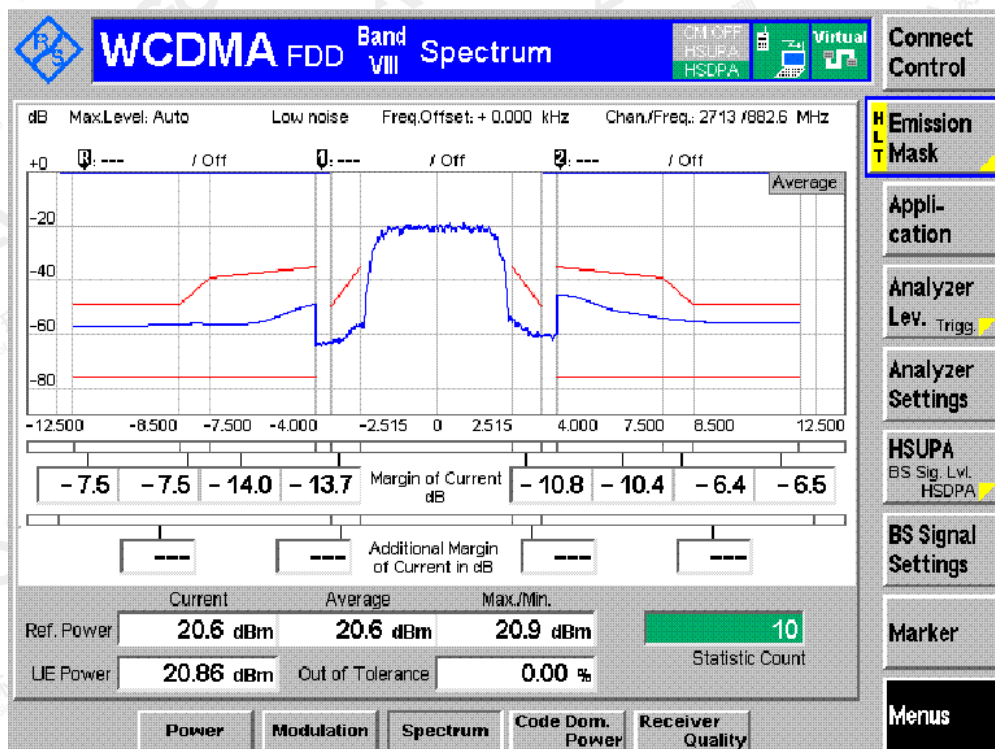 R&S
WCDMA FDD Band VIII Spectrum
CM OFF
HSUPA
HSDPA
Virtual
Connect
Control
dB Max.Level: Auto Low noise Freq.Offset: + 0.000 kHz Chan./Freq.: 2713 /882.6 MHz
HLT
Emission
Mask
R: --- / Off 1: --- / Off 2: --- / Off
+0
Average
Appli-
cation
-20
-40
Analyzer
Lev. Trigg.
-60
Analyzer
Settings
-80
-12.500 -8.500 -7.500 -4.000 -2.515 0 2.515 4.000 7.500 8.500 12.500
HSUPA
BS Sig. Lvl.
HSDPA
- 7.5 - 7.5 - 14.0 - 13.7 Margin of Current dB - 10.8 - 10.4 - 6.4 - 6.5
BS Signal
Settings
--- --- Additional Margin of Current in dB --- ---
Current Average Max./Min.
Ref. Power 20.6 dBm 20.6 dBm 20.9 dBm 10
Statistic Count
Marker
UE Power 20.86 dBm Out of Tolerance 0.00 %
Menus
Power Modulation Spectrum Code Dom. Power Receiver Quality